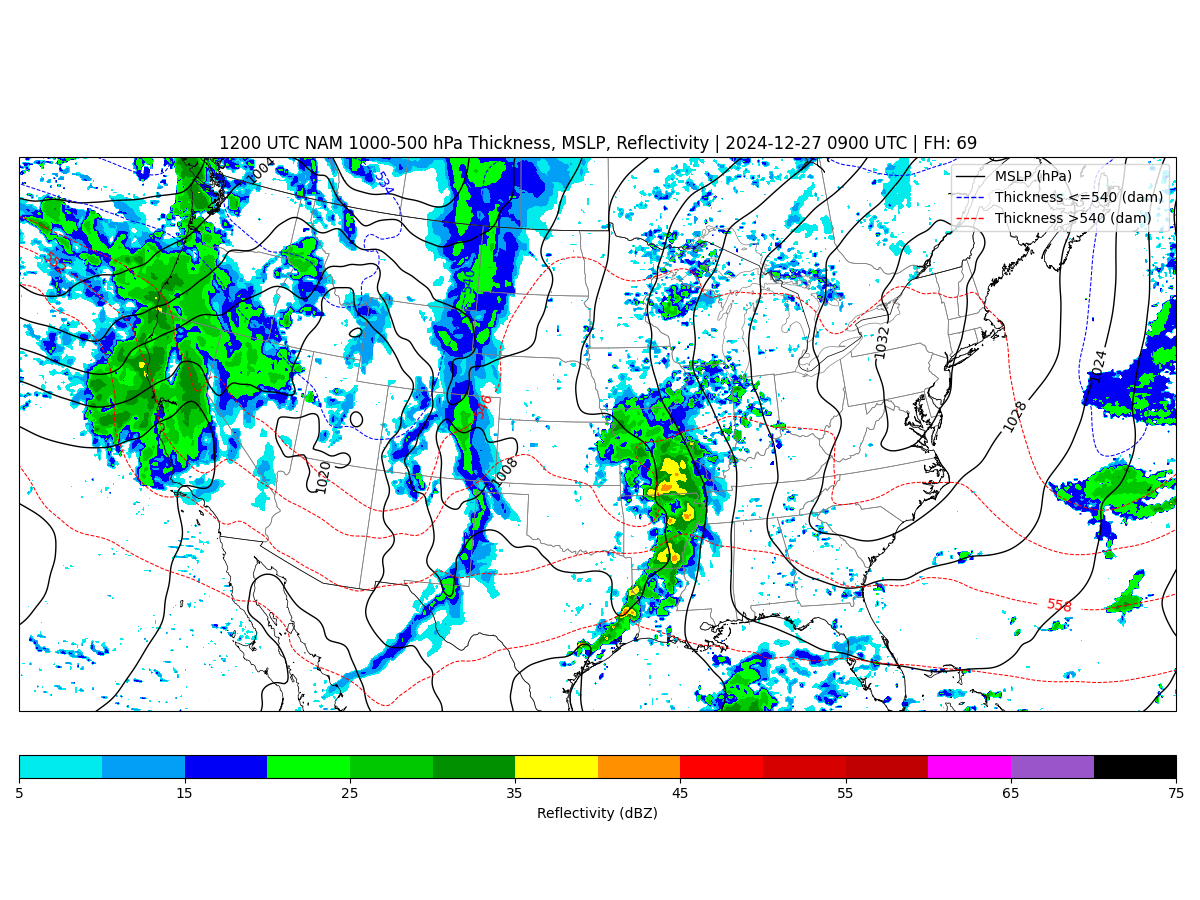 1200 UTC NAM 1000-500 hPa Thickness, MSLP, Reflectivity | 2024-12-27 0900 UTC | FH: 69
1004
534
MSLP (hPa)
Thickness <=540 (dam)
Thickness >540 (dam)
1032
1024
1028
1020
1008
558
5 15 25 35 45 55 65 75
Reflectivity (dBZ)